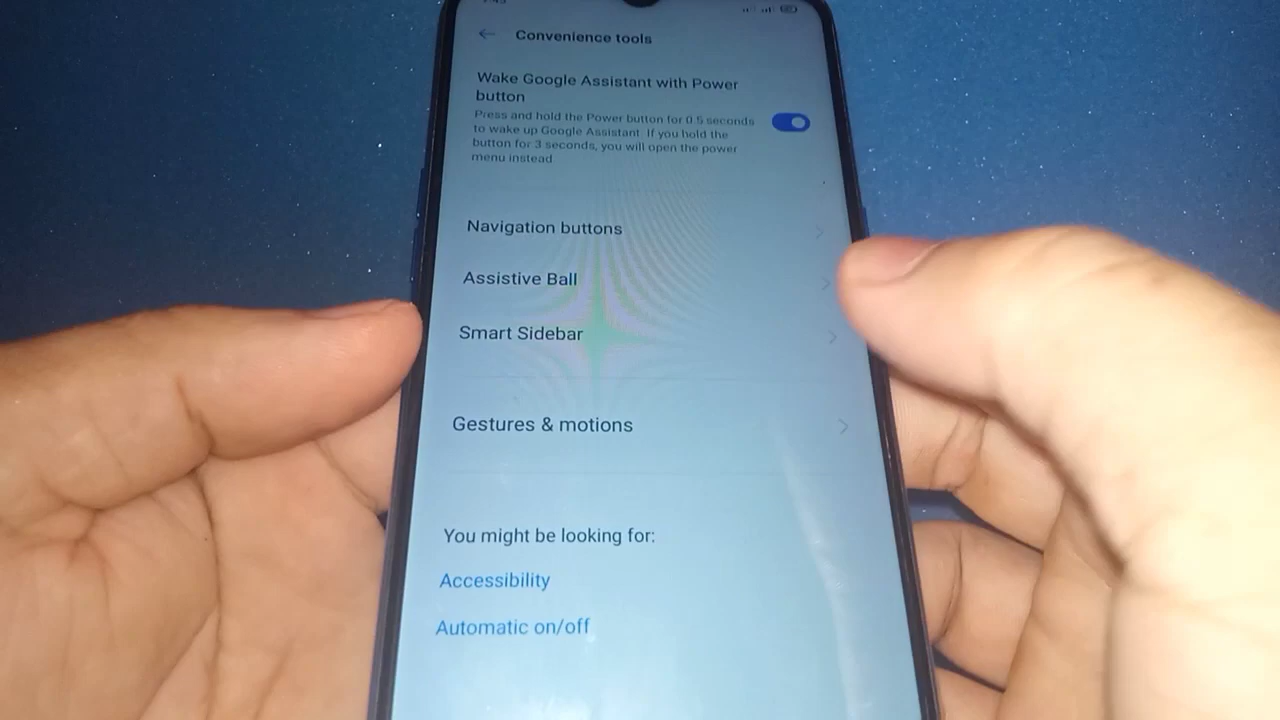 Convenience tools
Wake Google Assistant with Power
button
Press and hold the Power button for 0.5 seconds
to wake up Google Assistant. If you hold the
button for 3 seconds, you will open the power
menu instead
Navigation buttons
Assistive Ball
Smart Sidebar
Gestures & motions
You might be looking for:
Accessibility
Automatic on/off